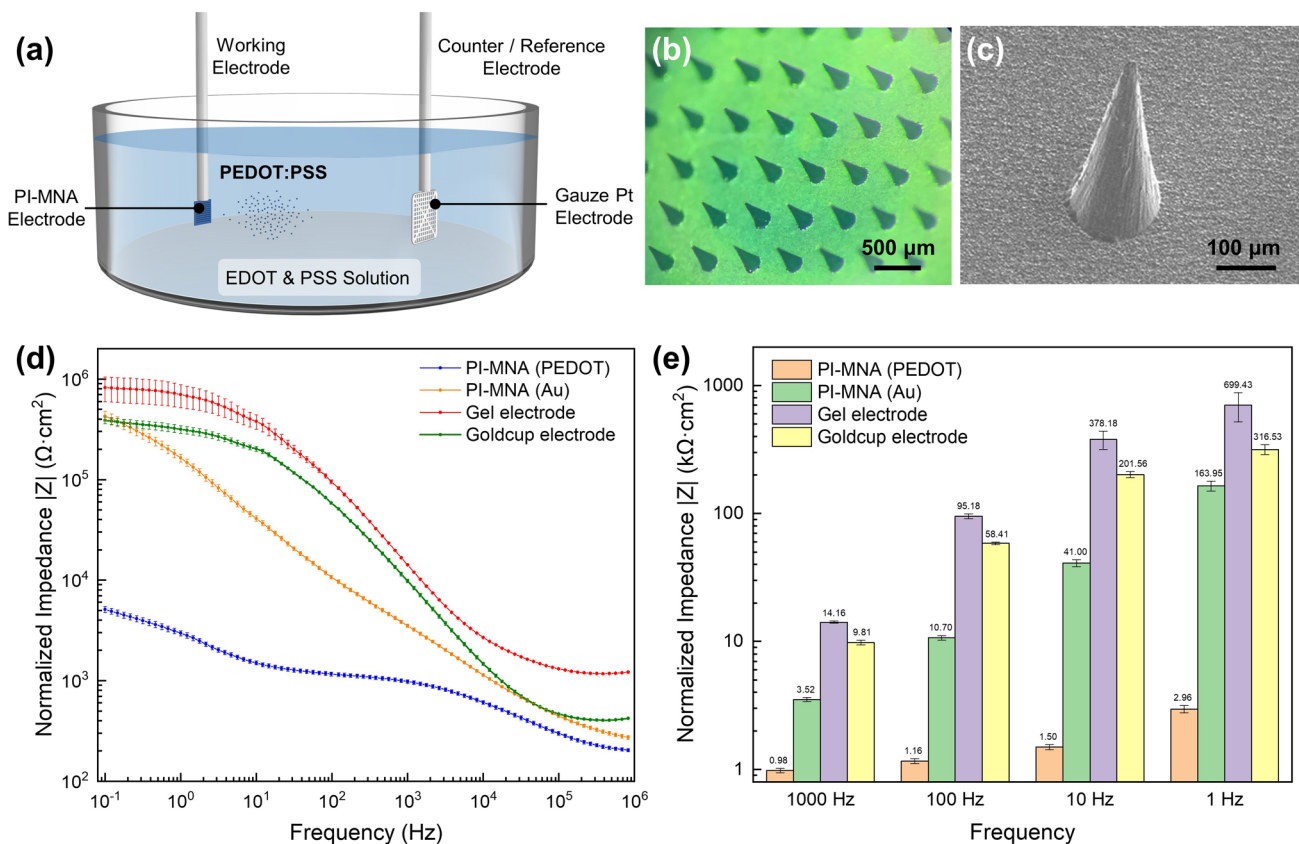 (a)
Working
Electrode
Counter / Reference
Electrode
PEDOT:PSS
PI-MNA
Electrode
Gauze Pt
Electrode
EDOT & PSS Solution
(b)
500 µm
(c)
100 µm
(d)
Normalized Impedance |Z| (Ω·cm²)
10⁶
10⁵
10⁴
10³
10²
PI-MNA (PEDOT)
PI-MNA (Au)
Gel electrode
Goldcup electrode
10⁻¹ 10⁰ 10¹ 10² 10³ 10⁴ 10⁵ 10⁶
Frequency (Hz)
(e)
Normalized Impedance |Z| (kΩ·cm²)
1000
100
10
1
PI-MNA (PEDOT)
PI-MNA (Au)
Gel electrode
Goldcup electrode
0.98 3.52 14.16 9.81
1.16 10.70 95.18 58.41
1.50 41.00 378.18 201.56
2.96 163.95 699.43 316.53
1000 Hz 100 Hz 10 Hz 1 Hz
Frequency